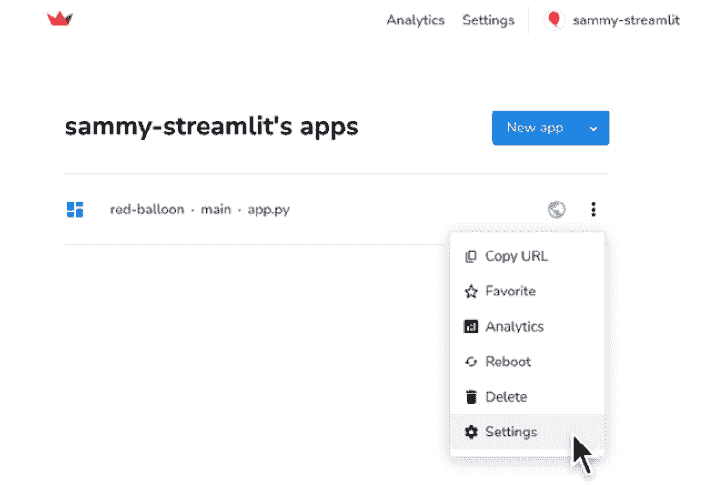 Analytics Settings sammy-streamlit
sammy-streamlit's apps New app
red-balloon · main · app.py
Copy URL
Favorite
Analytics
Reboot
Delete
Settings